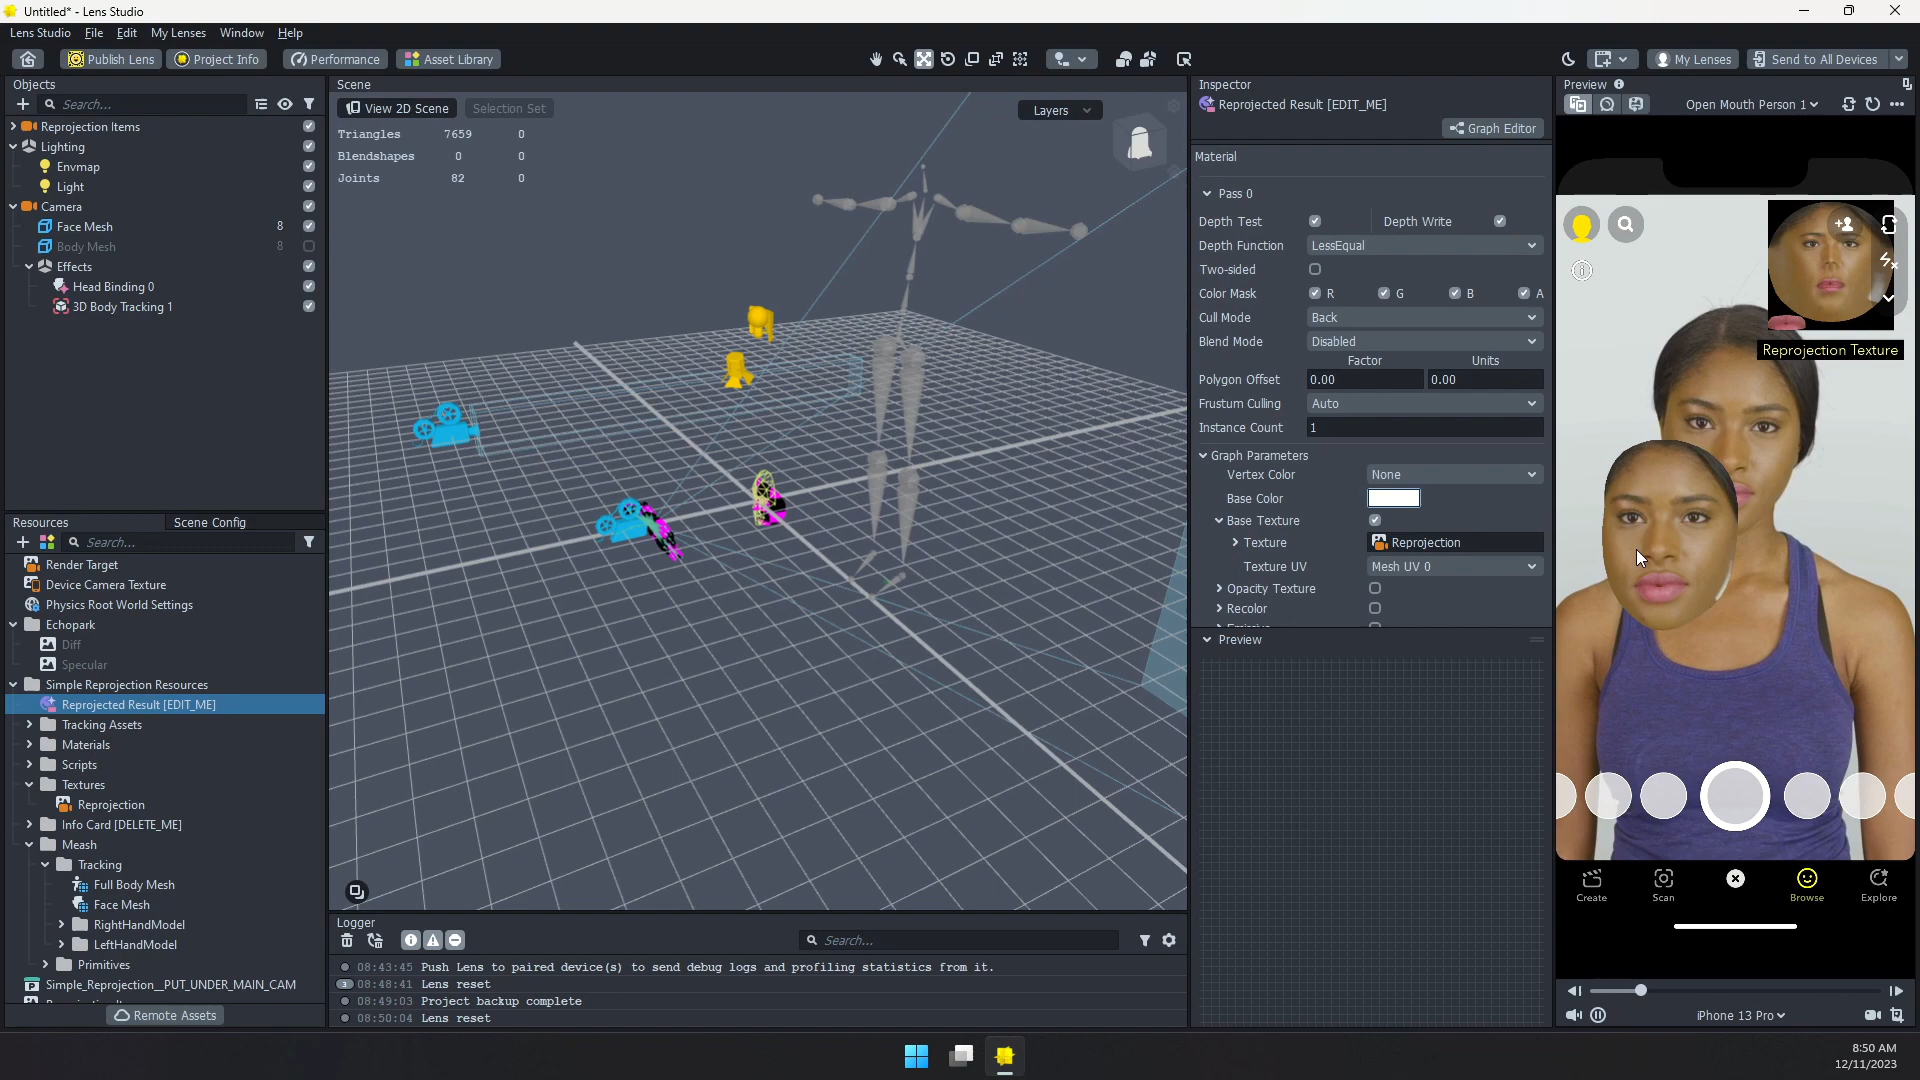 Untitled* - Lens Studio
Lens Studio File Edit My Lenses Window Help
Publish Lens Project Info Performance Asset Library My Lenses Send to All Devices
Objects
Search...
Reprojection Items
Lighting
Envmap
Light
Camera
Face Mesh 8
Body Mesh 8
Effects
Head Binding 0
3D Body Tracking 1
Resources Scene Config
Search...
Render Target
Device Camera Texture
Physics Root World Settings
Echopark
Diff
Specular
Simple Reprojection Resources
Reprojected Result [EDIT_ME]
Tracking Assets
Materials
Scripts
Textures
Reprojection
Info Card [DELETE_ME]
Meash
Tracking
Full Body Mesh
Face Mesh
RightHandModel
LeftHandModel
Primitives
Simple_Reprojection__PUT_UNDER_MAIN_CAM
Remote Assets
Scene
View 2D Scene Selection Set Layers
Triangles 7659 0
Blendshapes 0 0
Joints 82 0
Logger
Search...
08:43:45 Push Lens to paired device(s) to send debug logs and profiling statistics from it.
3 08:48:41 Lens reset
08:49:03 Project backup complete
08:50:04 Lens reset
Inspector
Reprojected Result [EDIT_ME]
Graph Editor
Material
Pass 0
Depth Test Depth Write
Depth Function LessEqual
Two-sided
Color Mask R G B A
Cull Mode Back
Blend Mode Disabled
Factor Units
Polygon Offset 0.00 0.00
Frustum Culling Auto
Instance Count 1
Graph Parameters
Vertex Color None
Base Color
Base Texture
Texture Reprojection
Texture UV Mesh UV 0
Opacity Texture
Recolor
Preview
Preview
Open Mouth Person 1
Reprojection Texture
Create Scan Browse Explore
iPhone 13 Pro
8:50 AM
12/11/2023